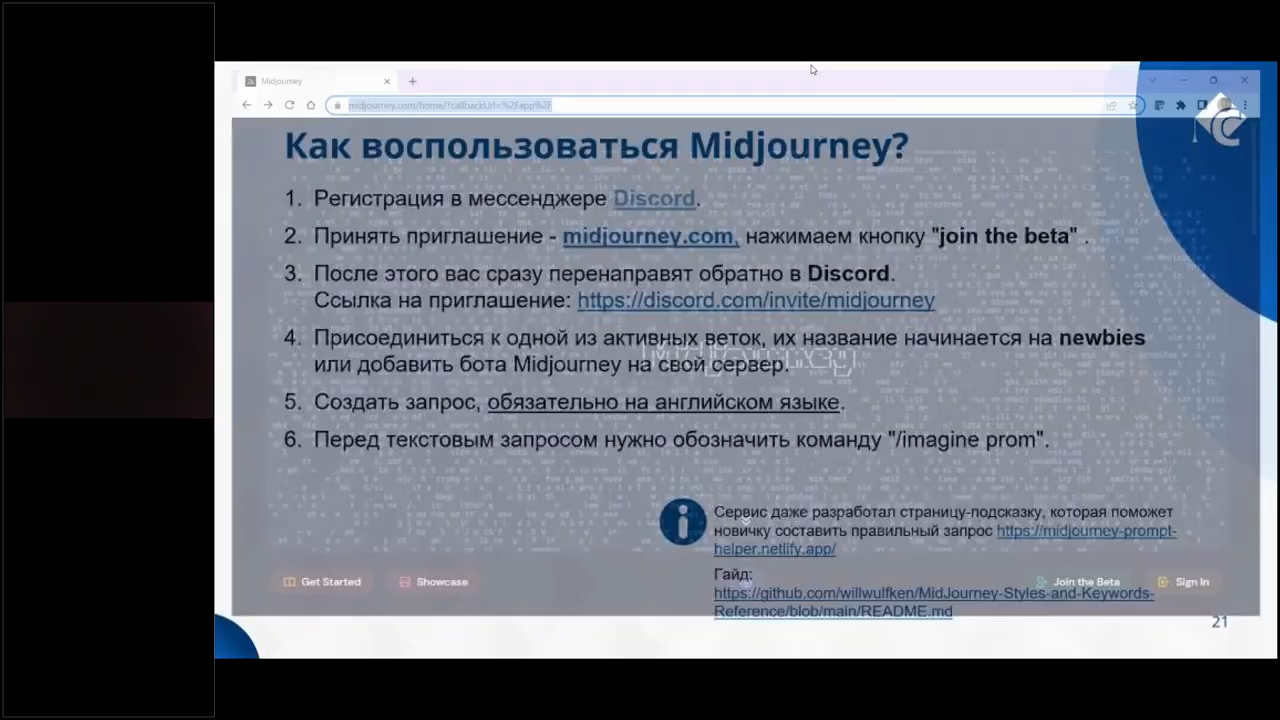 Midjourney
midjourney.com/home/?callbackUrl=%2Fapp%2F
Как воспользоваться Midjourney?
1. Регистрация в мессенджере Discord.
2. Принять приглашение - midjourney.com, нажимаем кнопку "join the beta" .
3. После этого вас сразу перенаправят обратно в Discord.
Ссылка на приглашение: https://discord.com/invite/midjourney
4. Присоединиться к одной из активных веток, их название начинается на newbies
или добавить бота Midjourney на свой сервер.
Midjourney
5. Создать запрос, обязательно на английском языке.
6. Перед текстовым запросом нужно обозначить команду "/imagine prom".
Сервис даже разработал страницу-подсказку, которая поможет
новичку составить правильный запрос https://midjourney-prompt-
helper.netlify.app/
Гайд:
https://github.com/willwulfken/MidJourney-Styles-and-Keywords-
Reference/blob/main/README.md
Get Started
Showcase
Join the Beta
Sign In
21